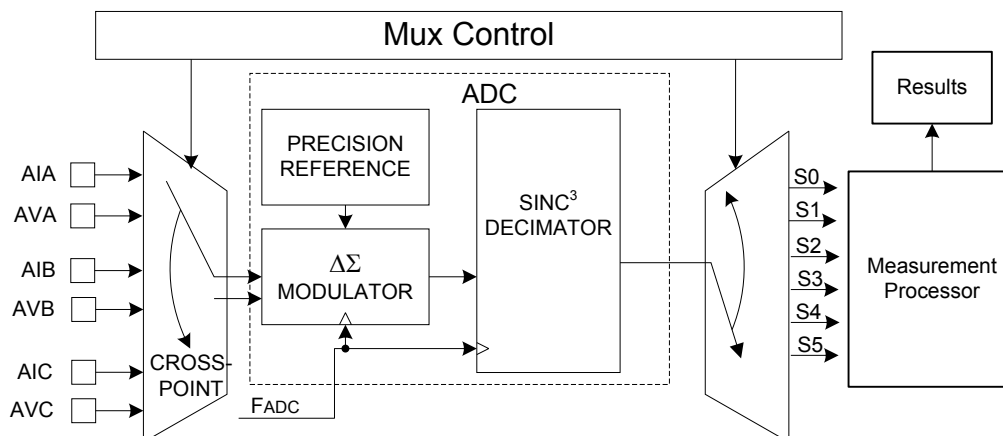 Mux Control
ADC
Results
PRECISION
REFERENCE
SINC³
DECIMATOR
ΔΣ
MODULATOR
AIA
AVA
AIB
AVB
AIC
AVC
CROSS-
POINT
FADC
S0
S1
S2
S3
S4
S5
Measurement
Processor